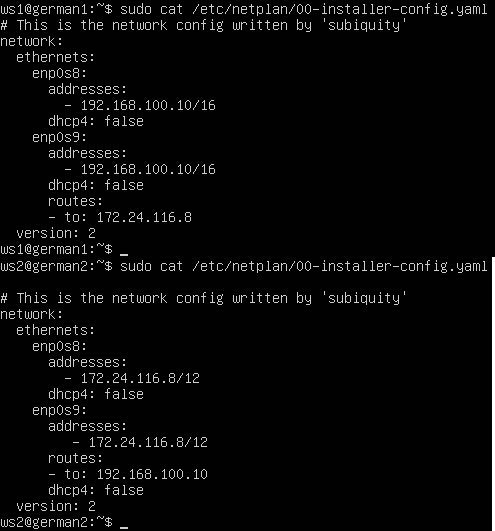 ws1@german1:~$ sudo cat /etc/netplan/00-installer-config.yaml
# This is the network config written by 'subiquity'
network:
  ethernets:
    enp0s8:
      addresses:
        - 192.168.100.10/16
      dhcp4: false
    enp0s9:
      addresses:
        - 192.168.100.10/16
      dhcp4: false
      routes:
      - to: 172.24.116.8
  version: 2
ws1@german1:~$ _
ws2@german2:~$ sudo cat /etc/netplan/00-installer-config.yaml
# This is the network config written by 'subiquity'
network:
  ethernets:
    enp0s8:
      addresses:
        - 172.24.116.8/12
      dhcp4: false
    enp0s9:
      addresses:
         - 172.24.116.8/12
      routes:
      - to: 192.168.100.10
      dhcp4: false
  version: 2
ws2@german2:~$ _